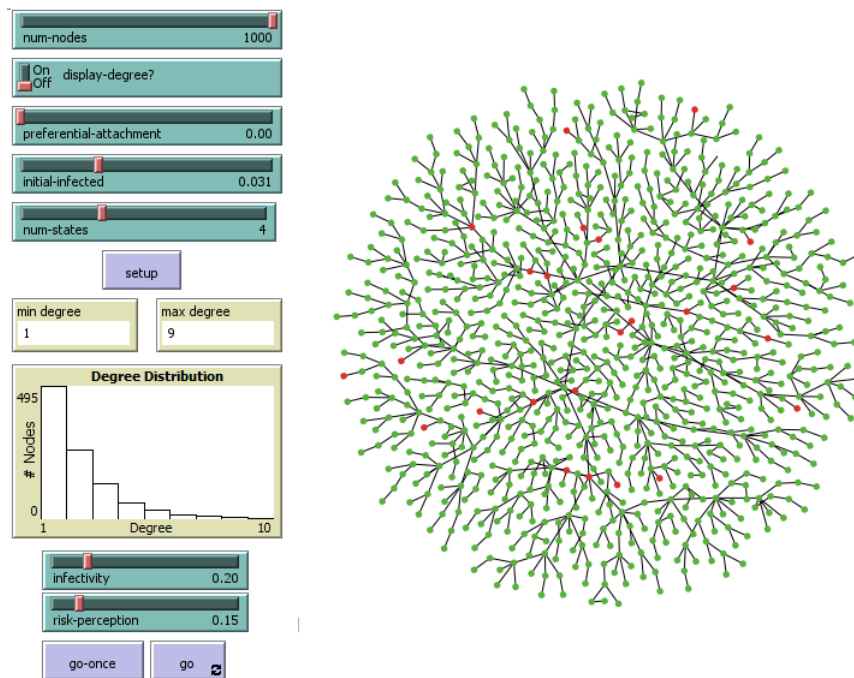 num-nodes 1000
On
Off
display-degree?
preferential-attachment 0.00
initial-infected 0.031
num-states 4
setup
min degree
1
max degree
9
Degree Distribution
495
# Nodes
0
1 Degree 10
infectivity 0.20
risk-perception 0.15
go-once
go